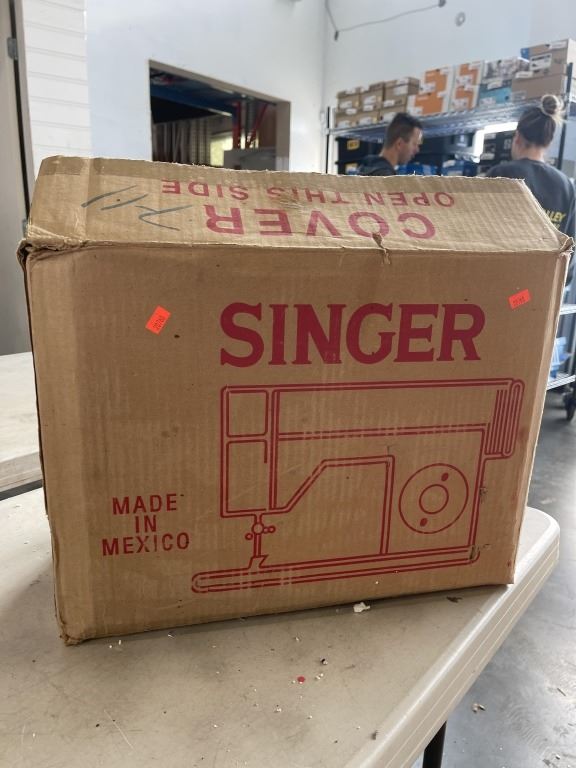 COVER
OPEN THIS SIDE
SINGER
MADE
IN
MEXICO